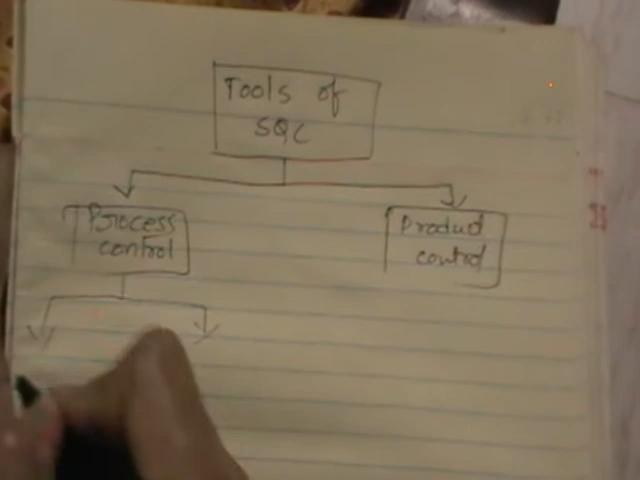 Tools of
SQC
Process
control
Product
control